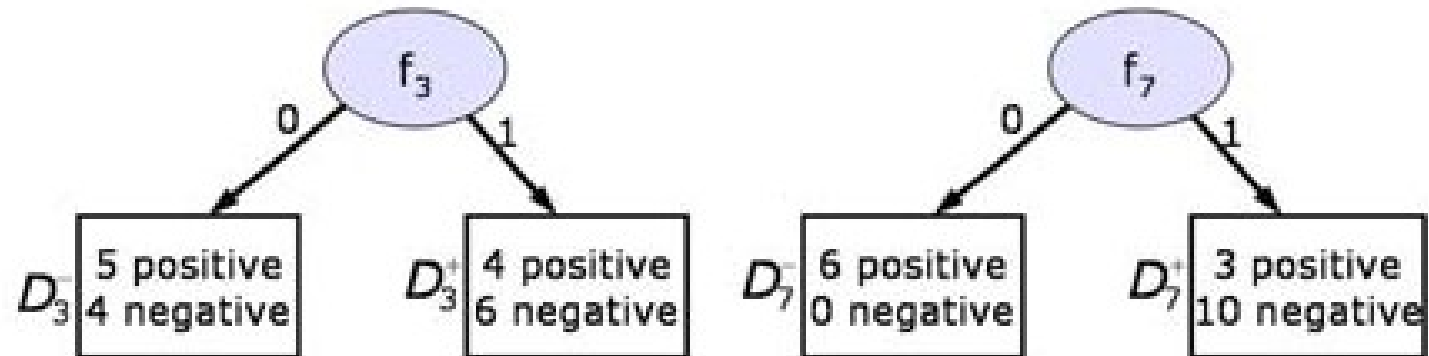 f₃
0
1
D₃⁻
5 positive
4 negative
D₃⁺
4 positive
6 negative
f₇
0
1
D₇⁻
6 positive
0 negative
D₇⁺
3 positive
10 negative